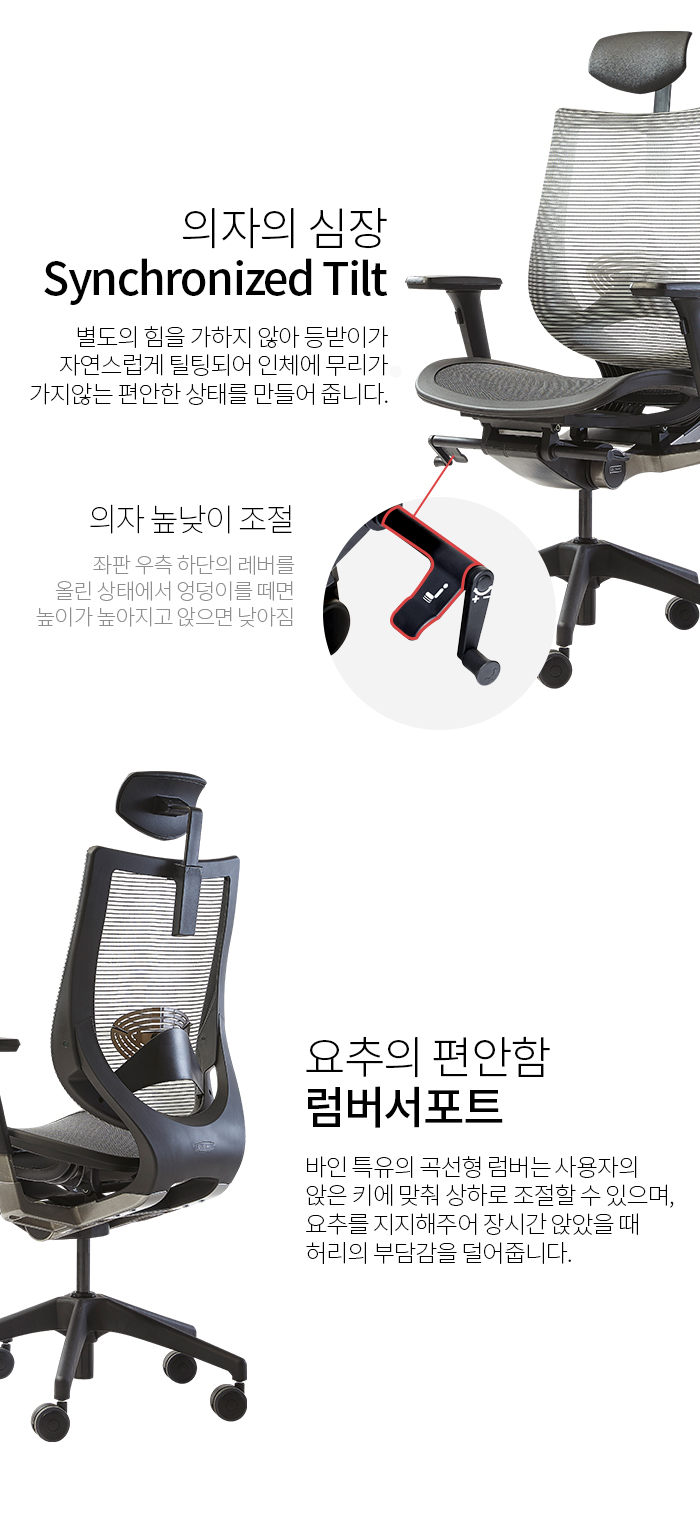 의자의 심장
Synchronized Tilt
별도의 힘을 가하지 않아 등받이가
자연스럽게 틸팅되어 인체에 무리가
가지않는 편안한 상태를 만들어 줍니다.
의자 높낮이 조절
좌판 우측 하단의 레버를
올린 상태에서 엉덩이를 떼면
높이가 높아지고 앉으면 낮아짐
요추의 편안함
럼버서포트
바인 특유의 곡선형 럼버는 사용자의
앉은 키에 맞춰 상하로 조절할 수 있으며,
요추를 지지해주어 장시간 앉았을 때
허리의 부담감을 덜어줍니다.